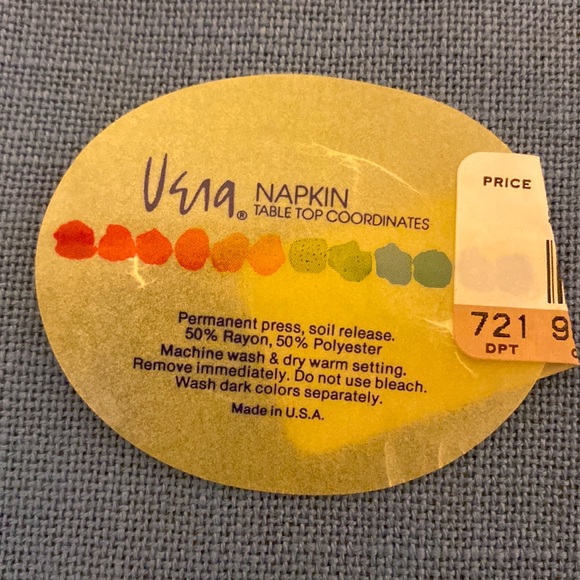 Vera® NAPKIN
TABLE TOP COORDINATES
Permanent press, soil release.
50% Rayon, 50% Polyester
Machine wash & dry warm setting.
Remove immediately. Do not use bleach.
Wash dark colors separately.
Made in U.S.A.
PRICE
721 9
DPT